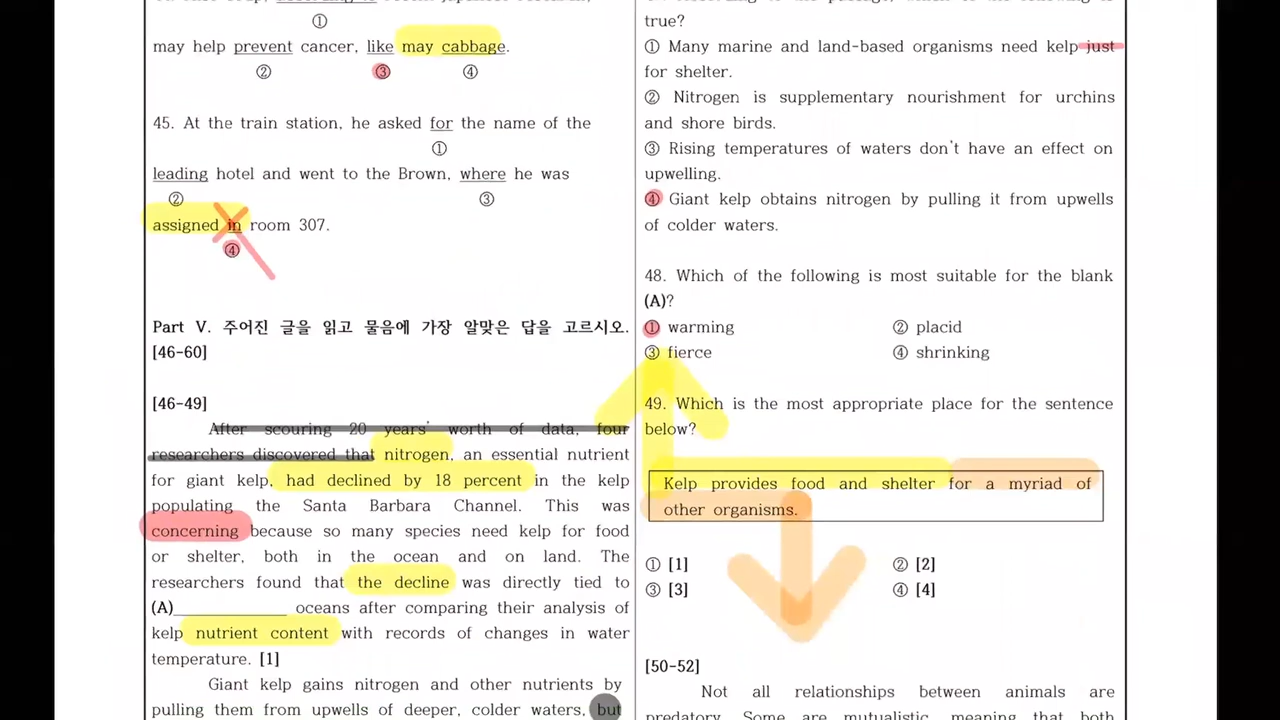 ①
may help prevent cancer, like may cabbage.
② ③ ④
45. At the train station, he asked for the name of the
①
leading hotel and went to the Brown, where he was
② ③
assigned in room 307.
④
Part V. 주어진 글을 읽고 물음에 가장 알맞은 답을 고르시오.
[46-60]
[46-49]
After scouring 20 years' worth of data, four
researchers discovered that nitrogen, an essential nutrient
for giant kelp, had declined by 18 percent in the kelp
populating the Santa Barbara Channel. This was
concerning because so many species need kelp for food
or shelter, both in the ocean and on land. The
researchers found that the decline was directly tied to
(A)____________ oceans after comparing their analysis of
kelp nutrient content with records of changes in water
temperature. [1]
Giant kelp gains nitrogen and other nutrients by
pulling them from upwells of deeper, colder waters, but
true?
① Many marine and land-based organisms need kelp just
for shelter.
② Nitrogen is supplementary nourishment for urchins
and shore birds.
③ Rising temperatures of waters don't have an effect on
upwelling.
④ Giant kelp obtains nitrogen by pulling it from upwells
of colder waters.
48. Which of the following is most suitable for the blank
(A)?
① warming ② placid
③ fierce ④ shrinking
49. Which is the most appropriate place for the sentence
below?
Kelp provides food and shelter for a myriad of
other organisms.
① [1] ② [2]
③ [3] ④ [4]
[50-52]
Not all relationships between animals are
predatory. Some are mutualistic, meaning that both